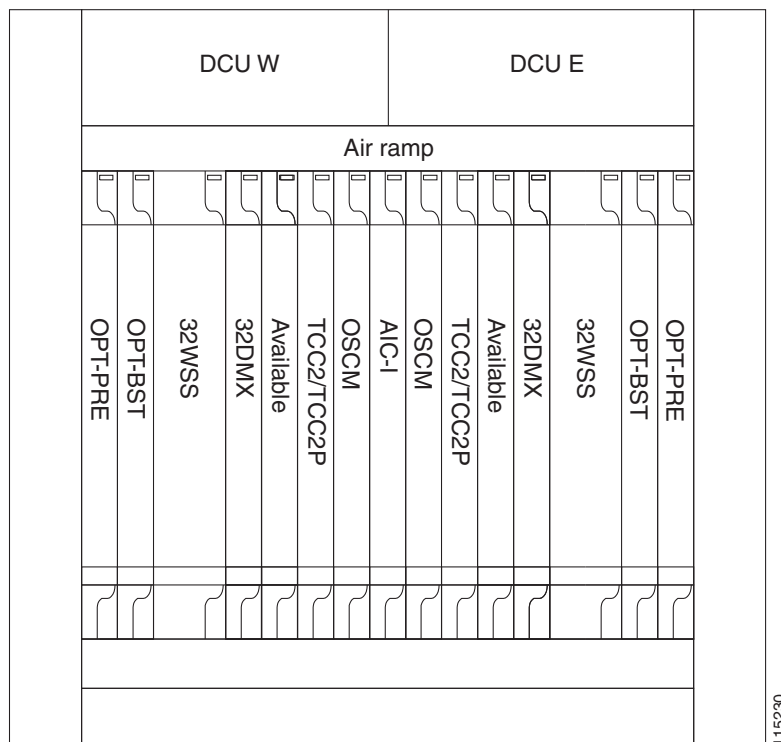 DCU W
DCU E
Air ramp
OPT-PRE
OPT-BST
32WSS
32DMX
Available
TCC2/TCC2P
OSCM
AIC-I
OSCM
TCC2/TCC2P
Available
32DMX
32WSS
OPT-BST
OPT-PRE
115230